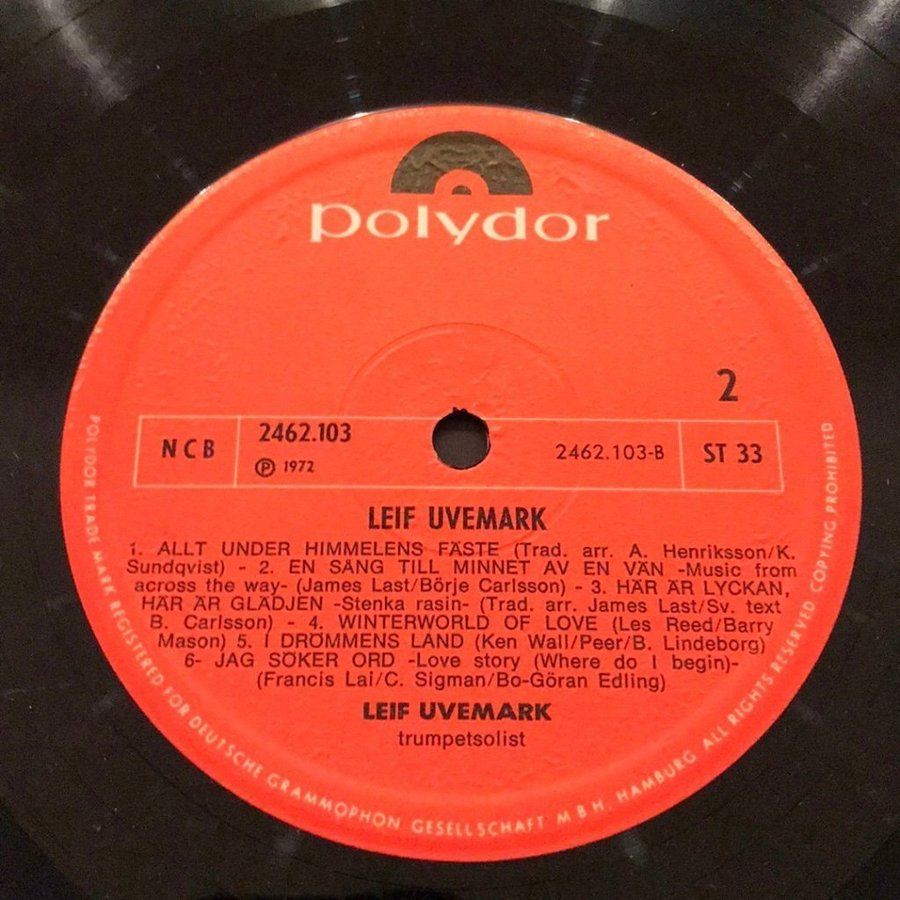 polydor
2
NCB
2462.103
℗ 1972
2462.103-B
ST 33
LEIF UVEMARK
1. ALLT UNDER HIMMELENS FÄSTE (Trad. arr. A. Henriksson/K.
Sundqvist) - 2. EN SÅNG TILL MINNET AV EN VÄN -Music from
across the way- (James Last/Börje Carlsson) - 3. HÄR ÄR LYCKAN,
HÄR ÄR GLÄDJEN -Stenka rasin- (Trad. arr. James Last/Sv. text
B. Carlsson) - 4. WINTERWORLD OF LOVE (Les Reed/Barry
Mason) 5. I DRÖMMENS LAND (Ken Wall/Peer/B. Lindeborg)
6- JAG SÖKER ORD -Love story (Where do I begin)-
(Francis Lai/C. Sigman/Bo-Göran Edling)
LEIF UVEMARK
trumpetsolist
POLYDOR TRADE MARK REGISTERED FOR DEUTSCHE GRAMMOPHON GESELLSCHAFT M B H. HAMBURG ALL RIGHTS RESERVED COPYING PROHIBITED